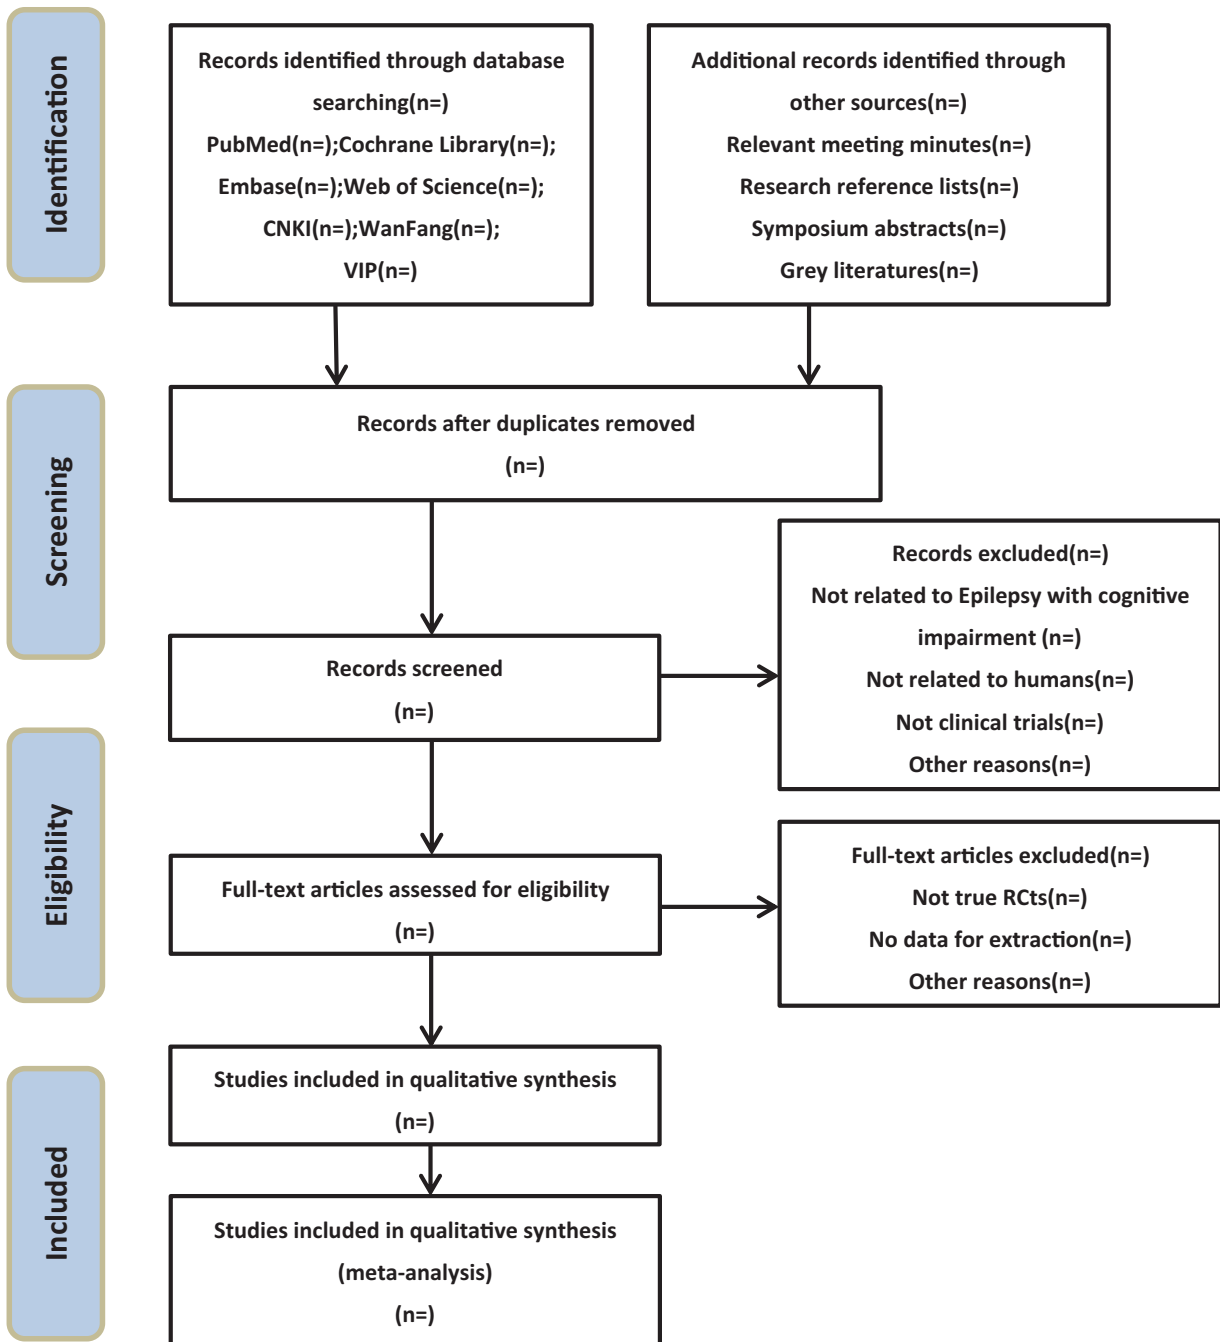 Identification
Records identified through database
searching(n=)
PubMed(n=);Cochrane Library(n=);
Embase(n=);Web of Science(n=);
CNKI(n=);WanFang(n=);
VIP(n=)
Additional records identified through
other sources(n=)
Relevant meeting minutes(n=)
Research reference lists(n=)
Symposium abstracts(n=)
Grey literatures(n=)
Screening
Records after duplicates removed
(n=)
Records screened
(n=)
Records excluded(n=)
Not related to Epilepsy with cognitive
impairment (n=)
Not related to humans(n=)
Not clinical trials(n=)
Other reasons(n=)
Eligibility
Full-text articles assessed for eligibility
(n=)
Full-text articles excluded(n=)
Not true RCts(n=)
No data for extraction(n=)
Other reasons(n=)
Included
Studies included in qualitative synthesis
(n=)
Studies included in qualitative synthesis
(meta-analysis)
(n=)